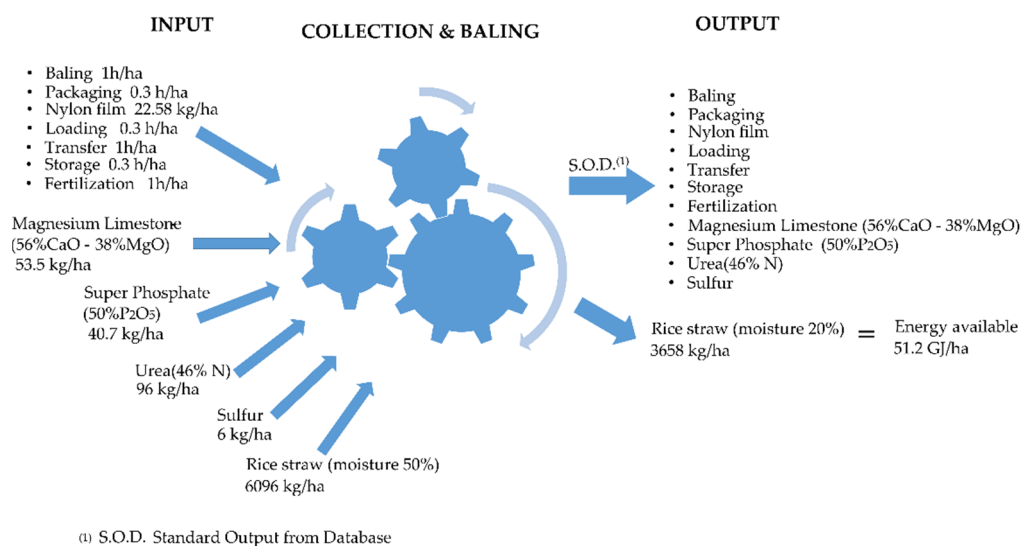 INPUT
COLLECTION & BALING
OUTPUT
• Baling 1h/ha
• Packaging 0.3 h/ha
• Nylon film 22.58 kg/ha
• Loading 0.3 h/ha
• Transfer 1h/ha
• Storage 0.3 h/ha
• Fertilization 1h/ha
Magnesium Limestone
(56%CaO - 38%MgO)
53.5 kg/ha
Super Phosphate
(50%P2O5)
40.7 kg/ha
Urea(46% N)
96 kg/ha
Sulfur
6 kg/ha
Rice straw (moisture 50%)
6096 kg/ha
S.O.D.(1)
• Baling
• Packaging
• Nylon film
• Loading
• Transfer
• Storage
• Fertilization
• Magnesium Limestone (56%CaO - 38%MgO)
• Super Phosphate (50%P2O5)
• Urea(46% N)
• Sulfur
Rice straw (moisture 20%) = Energy available
3658 kg/ha 51.2 GJ/ha
(1) S.O.D. Standard Output from Database